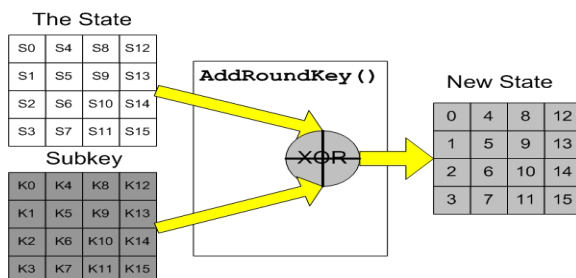 The State
S0 S4 S8 S12
S1 S5 S9 S13
S2 S6 S10 S14
S3 S7 S11 S15
Subkey
K0 K4 K8 K12
K1 K5 K9 K13
K2 K6 K10 K14
K3 K7 K11 K15
AddRoundKey()
XOR
New State
0 4 8 12
1 5 9 13
2 6 10 14
3 7 11 15